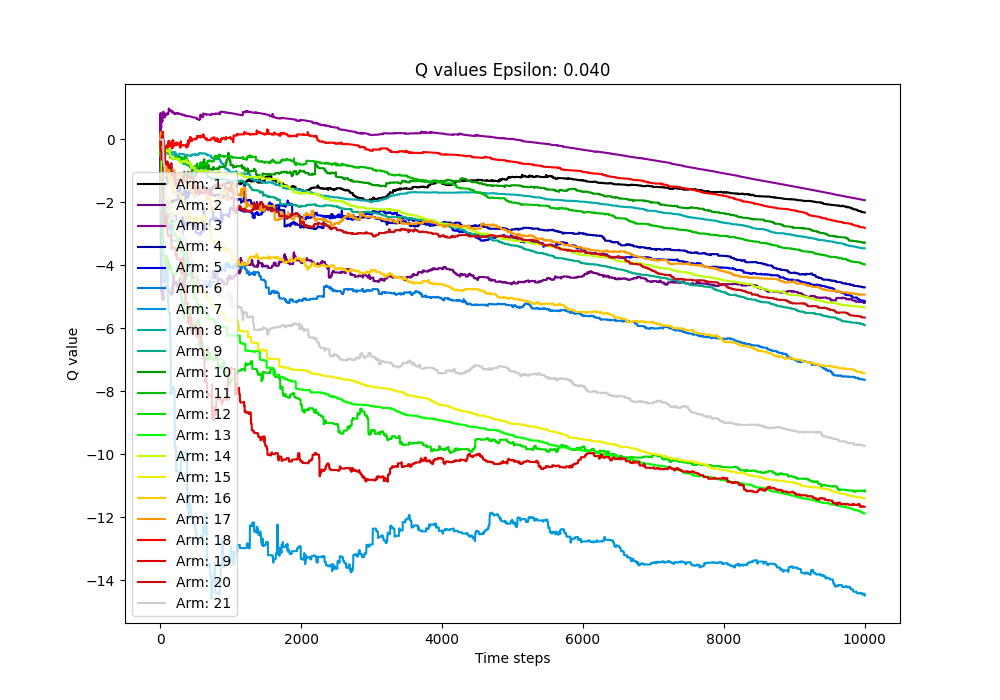 Q values Epsilon: 0.040
Q value
0
−2
−4
−6
−8
−10
−12
−14
Arm: 1
Arm: 2
Arm: 3
Arm: 4
Arm: 5
Arm: 6
Arm: 7
Arm: 8
Arm: 9
Arm: 10
Arm: 11
Arm: 12
Arm: 13
Arm: 14
Arm: 15
Arm: 16
Arm: 17
Arm: 18
Arm: 19
Arm: 20
Arm: 21
0 2000 4000 6000 8000 10000
Time steps